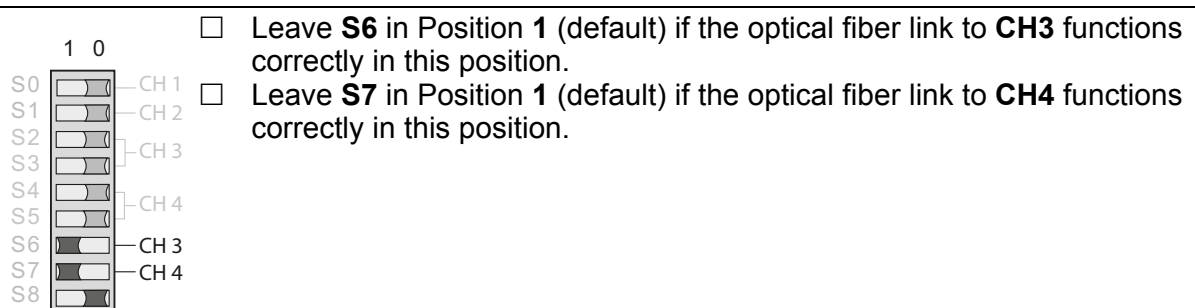 1 0
S0 CH 1
S1 CH 2
S2
S3 CH 3
S4
S5 CH 4
S6 CH 3
S7 CH 4
S8
☐ Leave S6 in Position 1 (default) if the optical fiber link to CH3 functions
correctly in this position.
☐ Leave S7 in Position 1 (default) if the optical fiber link to CH4 functions
correctly in this position.